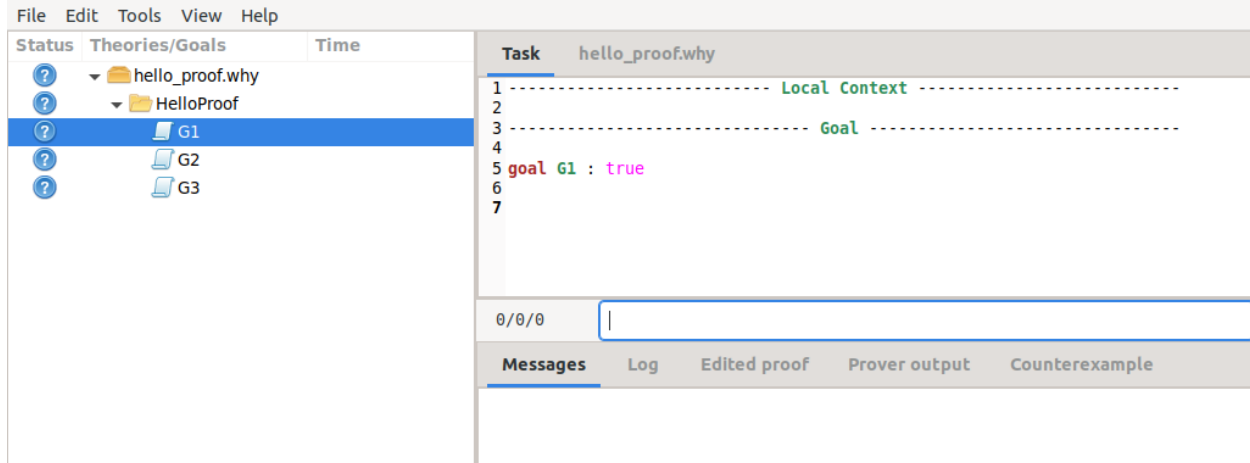 File Edit Tools View Help
Status Theories/Goals Time
hello_proof.why
HelloProof
G1
G2
G3
Task hello_proof.why
1 --------------------------- Local Context ---------------------------
2
3 ------------------------------- Goal --------------------------------
4
5 goal G1 : true
6
7
0/0/0
Messages Log Edited proof Prover output Counterexample